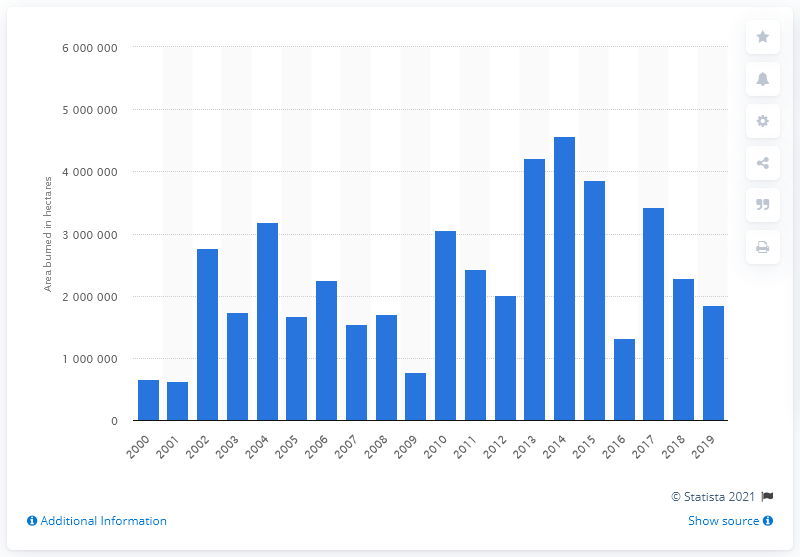 6 000 000
5 000 000
4 000 000
3 000 000
2 000 000
1 000 000
0
Area burned in hectares
2000
2001
2002
2003
2004
2005
2006
2007
2008
2009
2010
2011
2012
2013
2014
2015
2016
2017
2018
2019
© Statista 2021
Additional Information
Show source